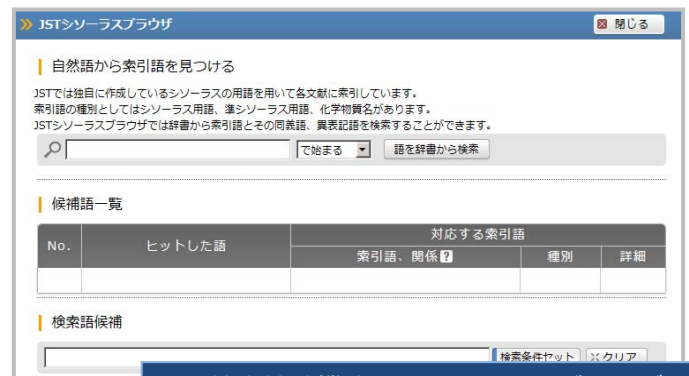 JSTシソーラスブラウザ
閉じる
自然語から索引語を見つける
JSTでは独自に作成しているシソーラスの用語を用いて各文献に索引しています。
索引語の種別としてはシソーラス用語、準シソーラス用語、化学物質名があります。
JSTシソーラスブラウザでは辞書から索引語とその同義語、異表記語を検索することができます。
で始まる 語を辞書から検索
候補語一覧
No. ヒットした語 対応する索引語
索引語、関係? 種別 詳細
検索語候補
検索条件セット クリア